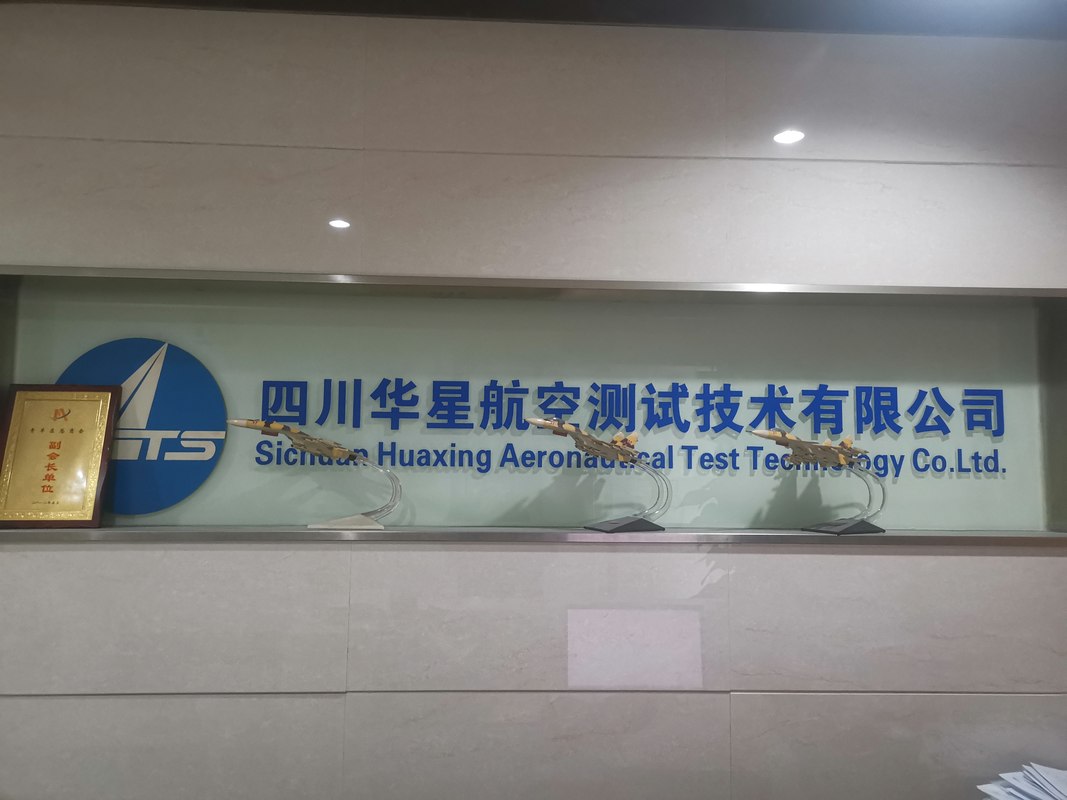 四川华星航空测试技术有限公司
Sichuan Huaxing Aeronautical Test Technology Co.Ltd.
TS
副会长单位